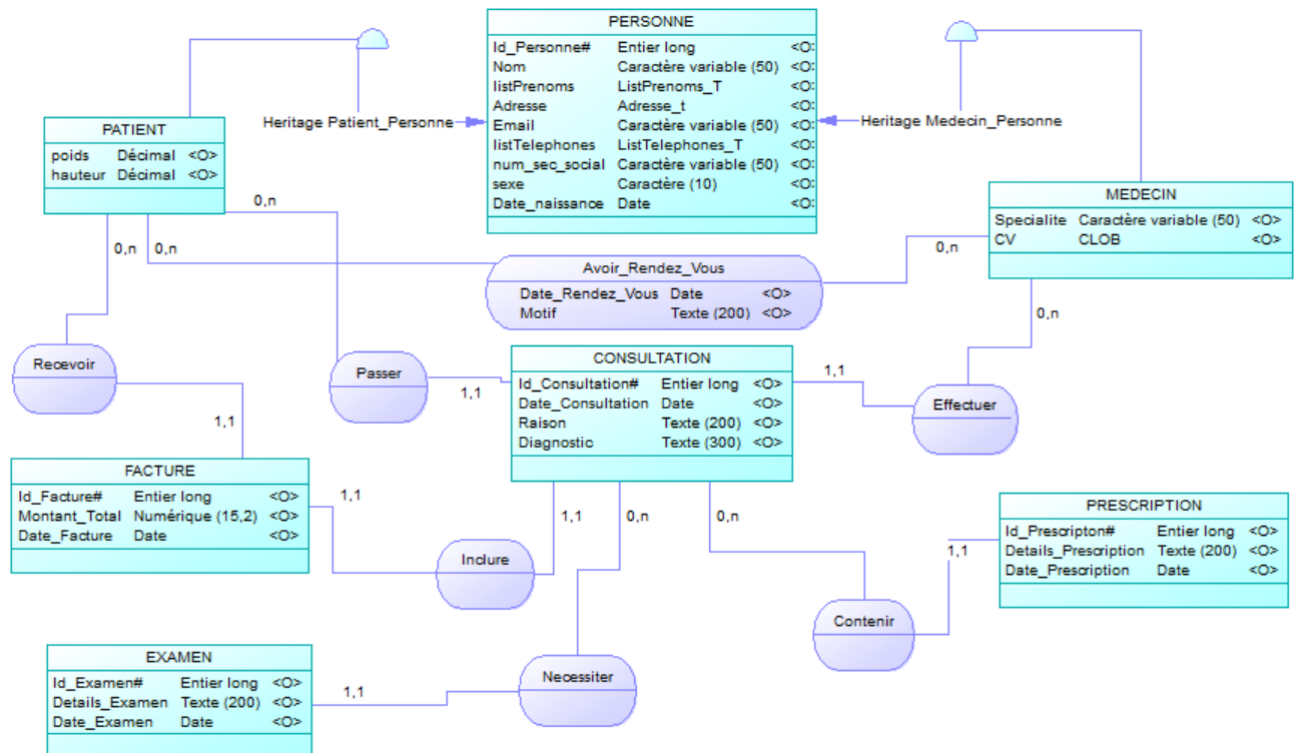 PERSONNE
Id_Personne# Entier long <O:
Nom Caractère variable (50) <O:
listPrenoms ListPrenoms_T <O:
Adresse Adresse_t <O:
Email Caractère variable (50) <O:
listTelephones ListTelephones_T <O:
num_sec_social Caractère variable (50) <O:
sexe Caractère (10) <O:
Date_naissance Date <O:
Heritage Patient_Personne
Heritage Medecin_Personne
PATIENT
poids Décimal <O>
hauteur Décimal <O>
MEDECIN
Specialite Caractère variable (50) <O>
CV CLOB <O>
0,n
0,n 0,n
0,n
Avoir_Rendez_Vous
Date_Rendez_Vous Date <O>
Motif Texte (200) <O>
0,n
Recevoir
Passer
1,1
CONSULTATION
Id_Consultation# Entier long <O>
Date_Consultation Date <O>
Raison Texte (200) <O>
Diagnostic Texte (300) <O>
1,1
Effectuer
1,1
FACTURE
Id_Facture# Entier long <O>
Montant_Total Numérique (15,2) <O>
Date_Facture Date <O>
1,1
1,1 0,n 0,n
Inclure
PRESCRIPTION
Id_Prescripton# Entier long <O>
Details_Prescription Texte (200) <O>
Date_Prescription Date <O>
1,1
Contenir
EXAMEN
Id_Examen# Entier long <O>
Details_Examen Texte (200) <O>
Date_Examen Date <O>
1,1
Necessiter